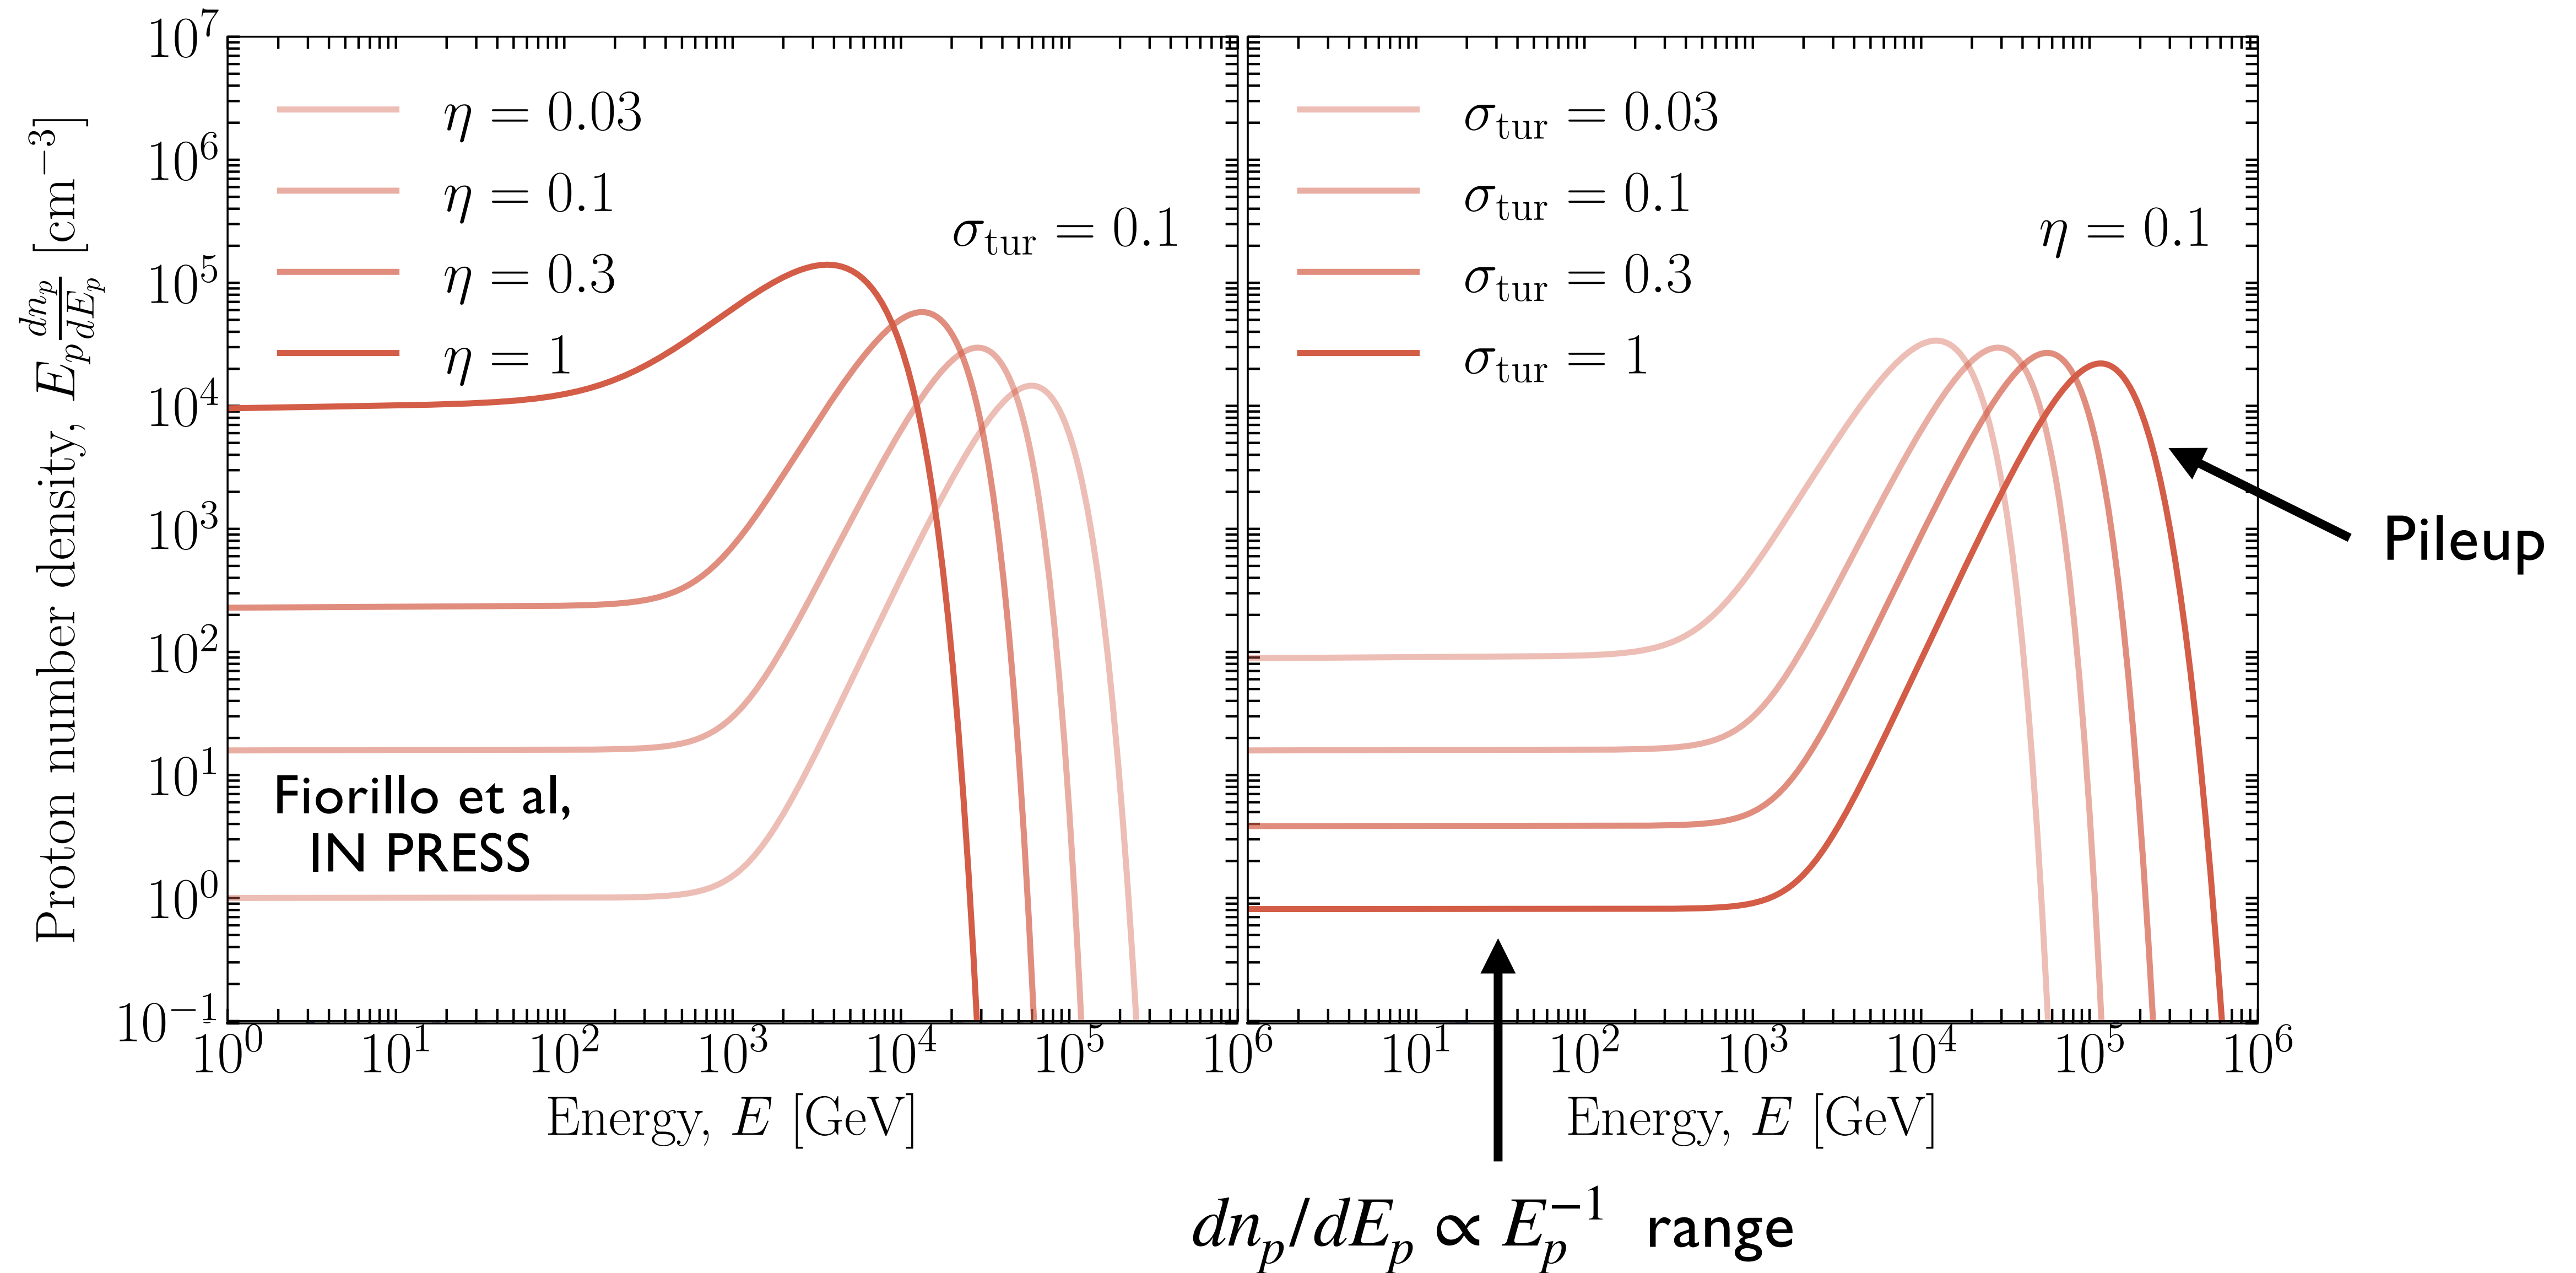 Proton number density, E_p dn_p/dE_p [cm^−3]
10^7
10^6
10^5
10^4
10^3
10^2
10^1
10^0
10^−1
η = 0.03
η = 0.1
η = 0.3
η = 1
σ_tur = 0.1
Fiorillo et al,
IN PRESS
σ_tur = 0.03
σ_tur = 0.1
σ_tur = 0.3
σ_tur = 1
η = 0.1
Pileup
10^0 10^1 10^2 10^3 10^4 10^5 10^6 10^1 10^2 10^3 10^4 10^5 10^6
Energy, E [GeV]
Energy, E [GeV]
dn_p/dE_p ∝ E_p^−1 range